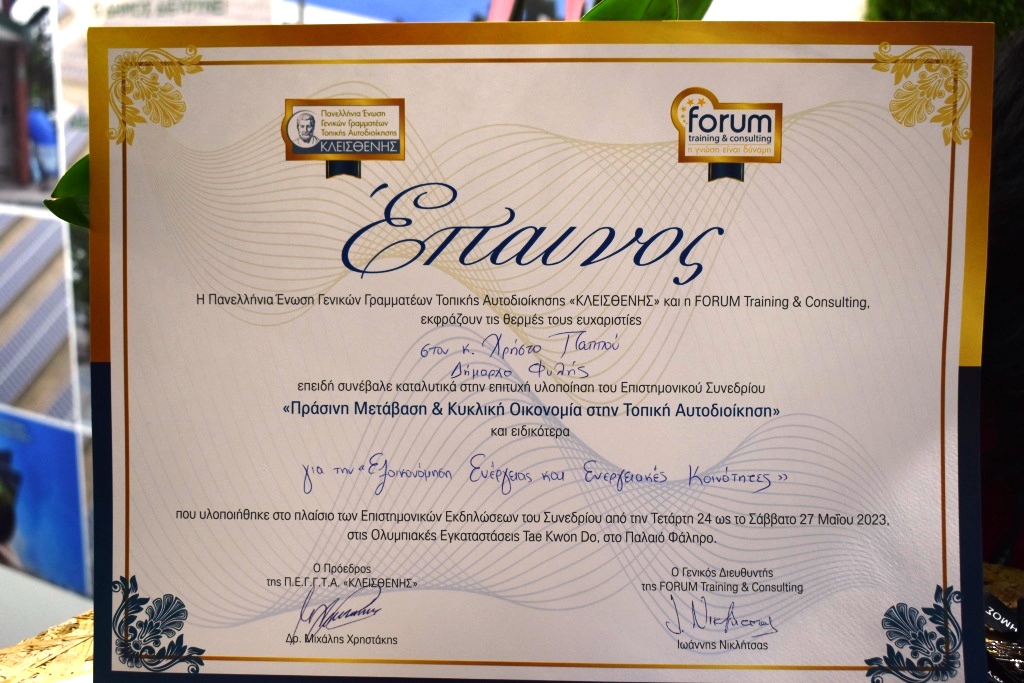 ΔΗΜΟΣ ΔΕΙΠΝΕ
Πανελλήνια Ένωση
Γενικών Γραμματέων
Τοπικής Αυτοδιοίκησης
ΚΛΕΙΣΘΕΝΗΣ
forum
training & consulting
η γνώση είναι δύναμη
Έπαινος
Η Πανελλήνια Ένωση Γενικών Γραμματέων Τοπικής Αυτοδιοίκησης «ΚΛΕΙΣΘΕΝΗΣ» και η FORUM Training & Consulting,
εκφράζουν τις θερμές τους ευχαριστίες
στον κ. Χρήστο Παππού
Δήμαρχο Φυλής
επειδή συνέβαλε καταλυτικά στην επιτυχή υλοποίηση του Επιστημονικού Συνεδρίου
«Πράσινη Μετάβαση & Κυκλική Οικονομία στην Τοπική Αυτοδιοίκηση»
και ειδικότερα
για την «Εξοικονόμηση Ενέργειας και Ενεργειακές Κοινότητες»
που υλοποιήθηκε στο πλαίσιο των Επιστημονικών Εκδηλώσεων του Συνεδρίου από την Τετάρτη 24 ως το Σάββατο 27 Μαΐου 2023,
στις Ολυμπιακές Εγκαταστάσεις Tae Kwon Do, στο Παλαιό Φάληρο.
Ο Πρόεδρος
της Π.Ε.Γ.Γ.Τ.Α. «ΚΛΕΙΣΘΕΝΗΣ»
Δρ. Μιχάλης Χρηστάκης
Ο Γενικός Διευθυντής
της FORUM Training & Consulting
Ιωάννης Νικλήτσας